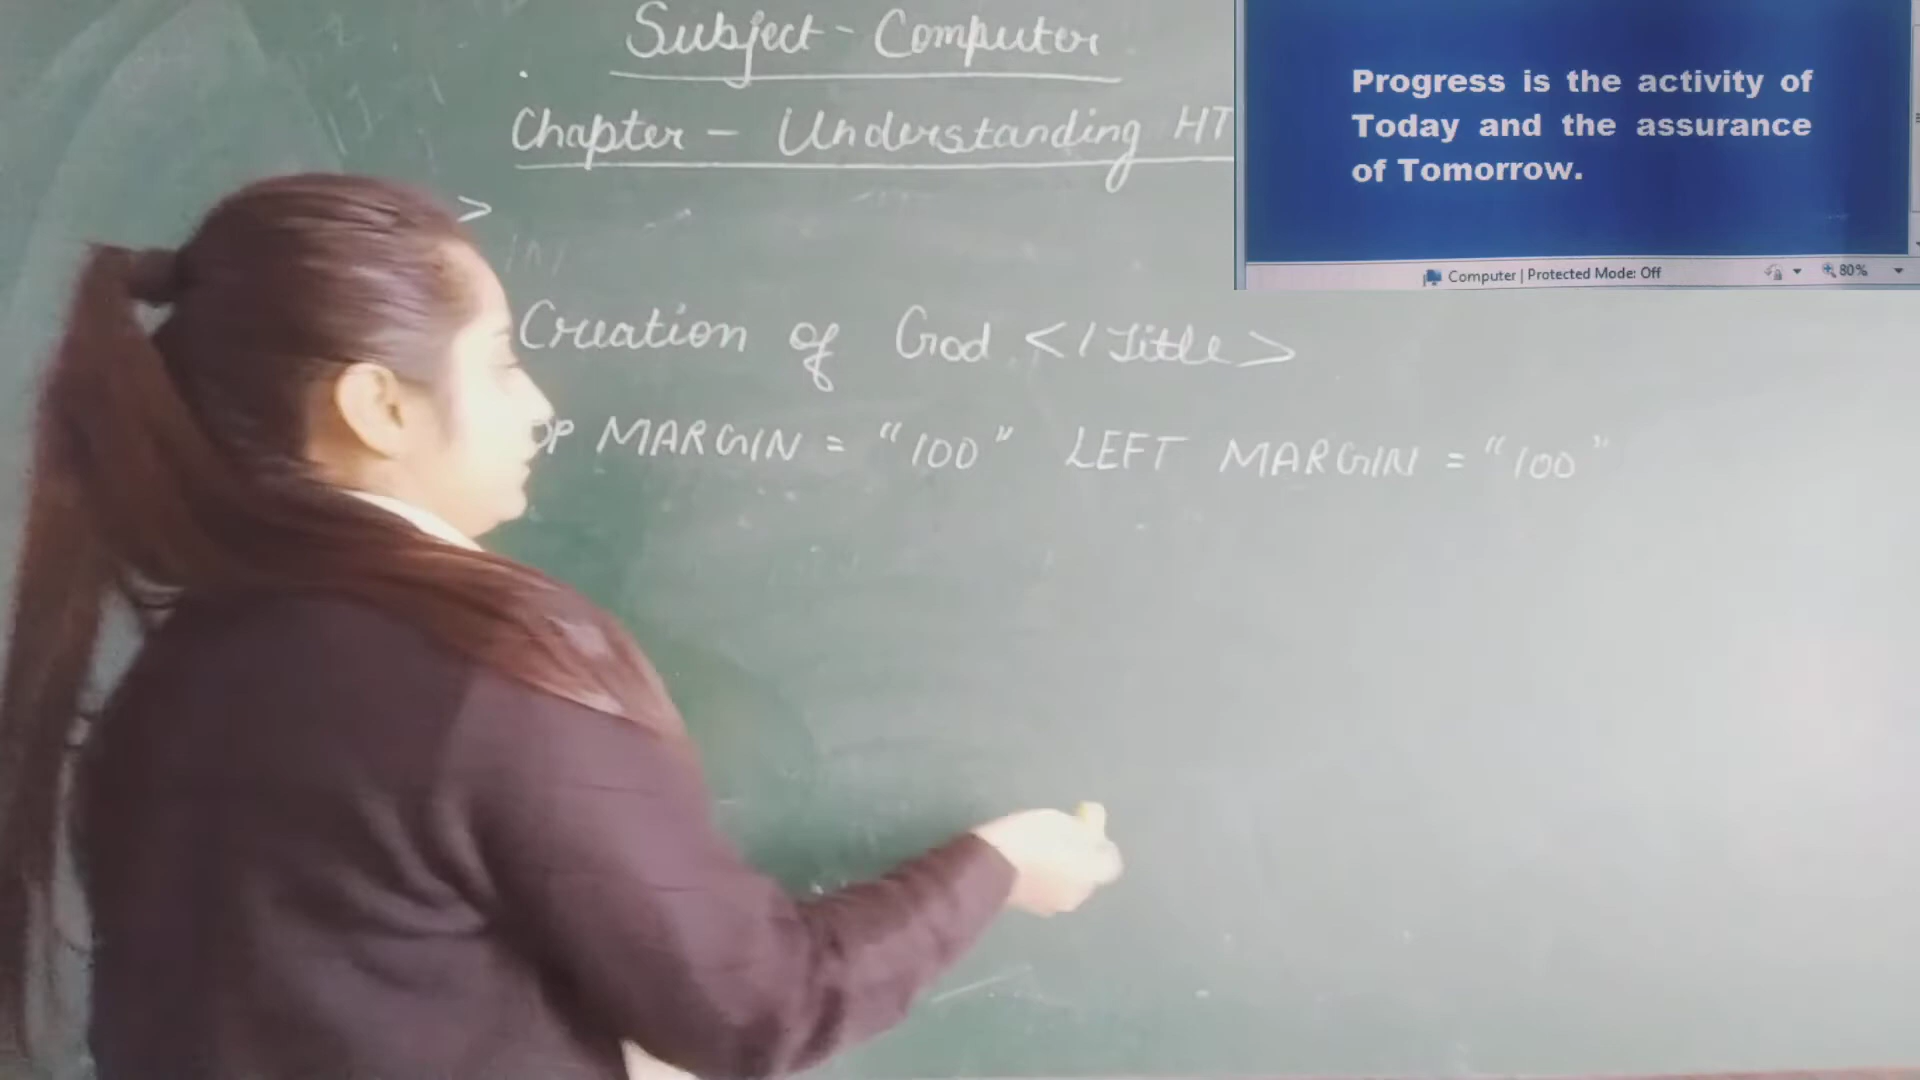 Subject - Computer
Chapter - Understanding HT
>
Creation of God </Title>
OP MARGIN = "100" LEFT MARGIN = "100"
Progress is the activity of
Today and the assurance
of Tomorrow.
Computer | Protected Mode: Off
80%